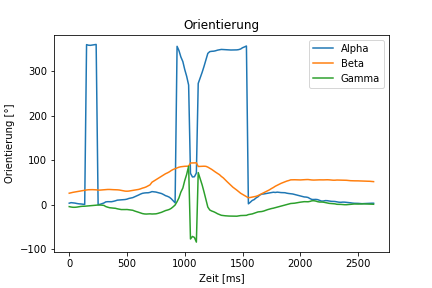 Orientierung
Alpha
Beta
Gamma
Orientierung [°]
300
200
100
0
−100
0
500
1000
1500
2000
2500
Zeit [ms]